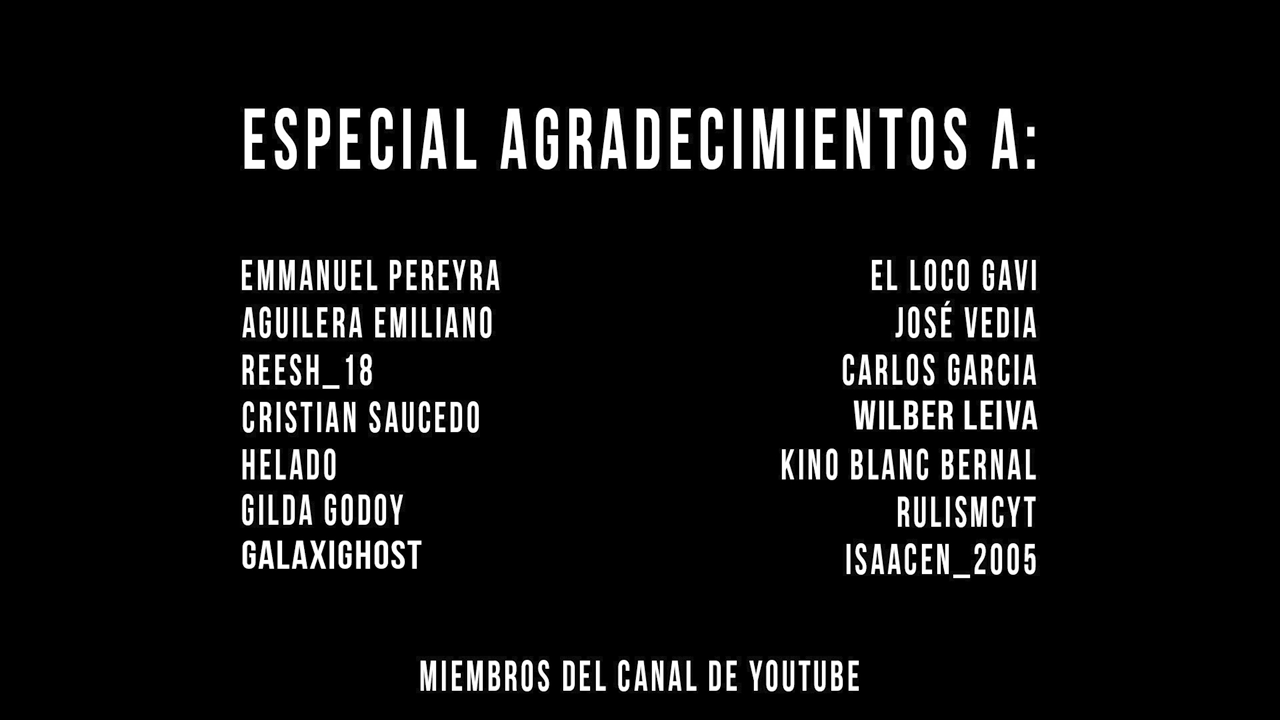 ESPECIAL AGRADECIMIENTOS A:
EMMANUEL PEREYRA
AGUILERA EMILIANO
REESH_18
CRISTIAN SAUCEDO
HELADO
GILDA GODOY
GALAXIGHOST
EL LOCO GAVI
JOSÉ VEDIA
CARLOS GARCIA
WILBER LEIVA
KINO BLANC BERNAL
RULISMCYT
ISAACEN_2005
MIEMBROS DEL CANAL DE YOUTUBE